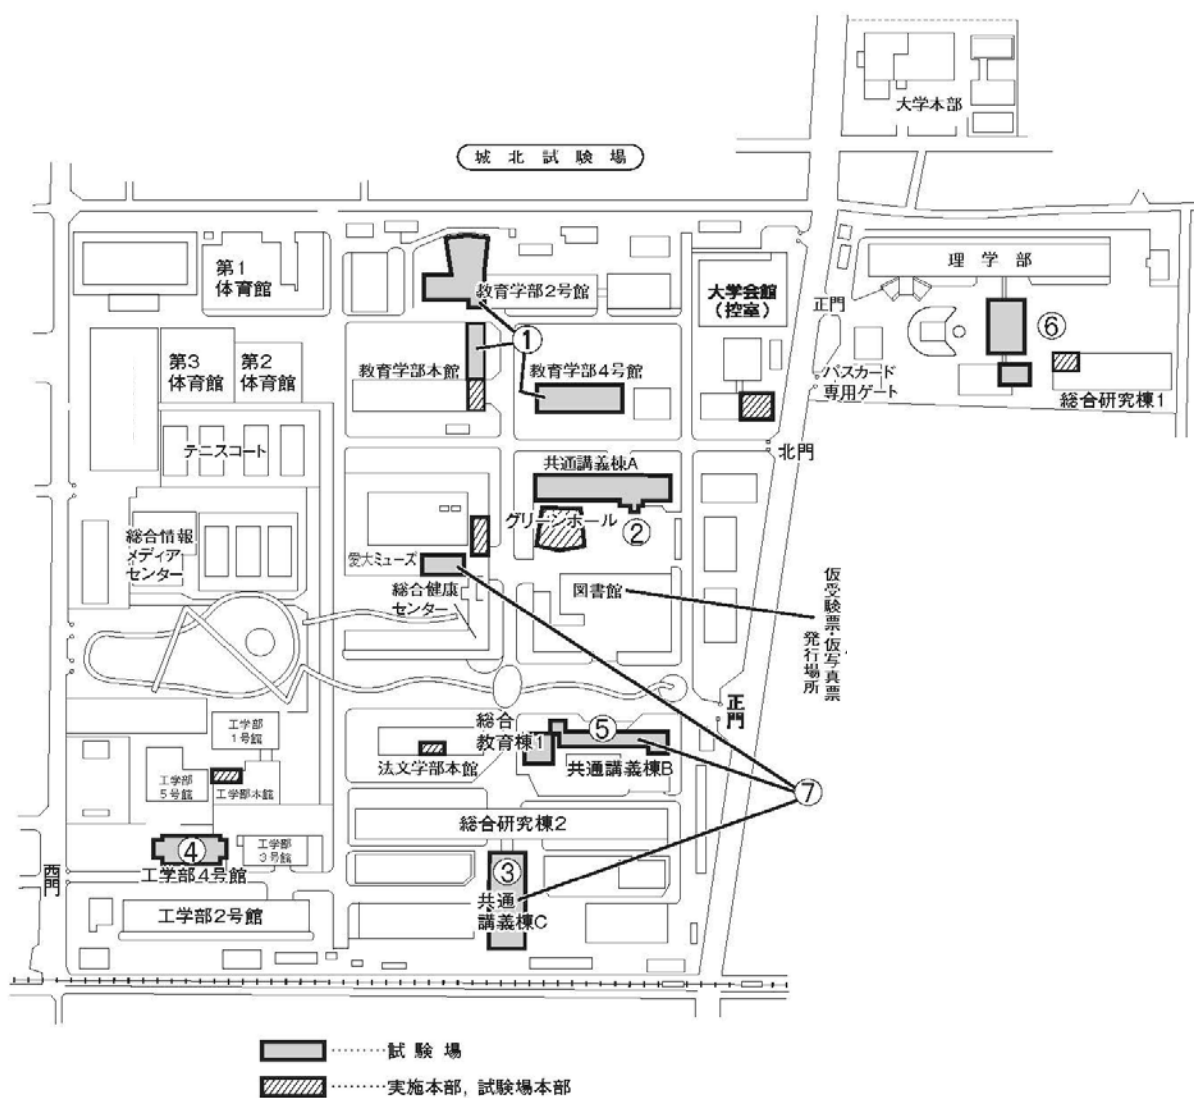 大学本部
城北試験場
第1
体育館
教育学部2号館
大学会館
(控室)
理学部
正門
①
⑥
第3
体育館
第2
体育館
教育学部本館
教育学部4号館
パスカード
専用ゲート
総合研究棟1
テニスコート
北門
共通講義棟A
グリーンホール
②
総合情報
メディア
センター
愛大ミューズ
総合健康
センター
図書館
仮受験票・仮写真票
発行場所
正門
工学部
1号館
総合
教育棟1
⑤
法文学部本館
共通講義棟B
工学部
5号館
工学部本館
⑦
総合研究棟2
④
工学部
3号館
工学部4号館
西門
③
共通
講義棟C
工学部2号館
………試験場
………実施本部,試験場本部